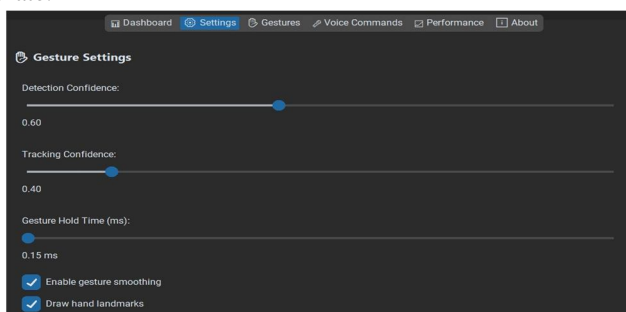 Dashboard Settings Gestures Voice Commands Performance About
Gesture Settings
Detection Confidence:
0.60
Tracking Confidence:
0.40
Gesture Hold Time (ms):
0.15 ms
Enable gesture smoothing
Draw hand landmarks